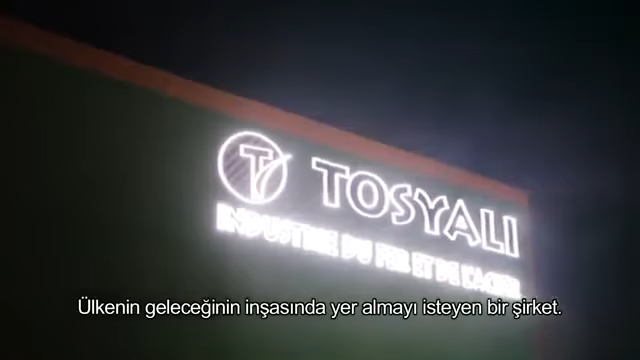 TOSYALI
INDUSTRIE DU FER ET DE L'ACIER
Ülkenin geleceğinin inşasında yer almayı isteyen bir şirket.